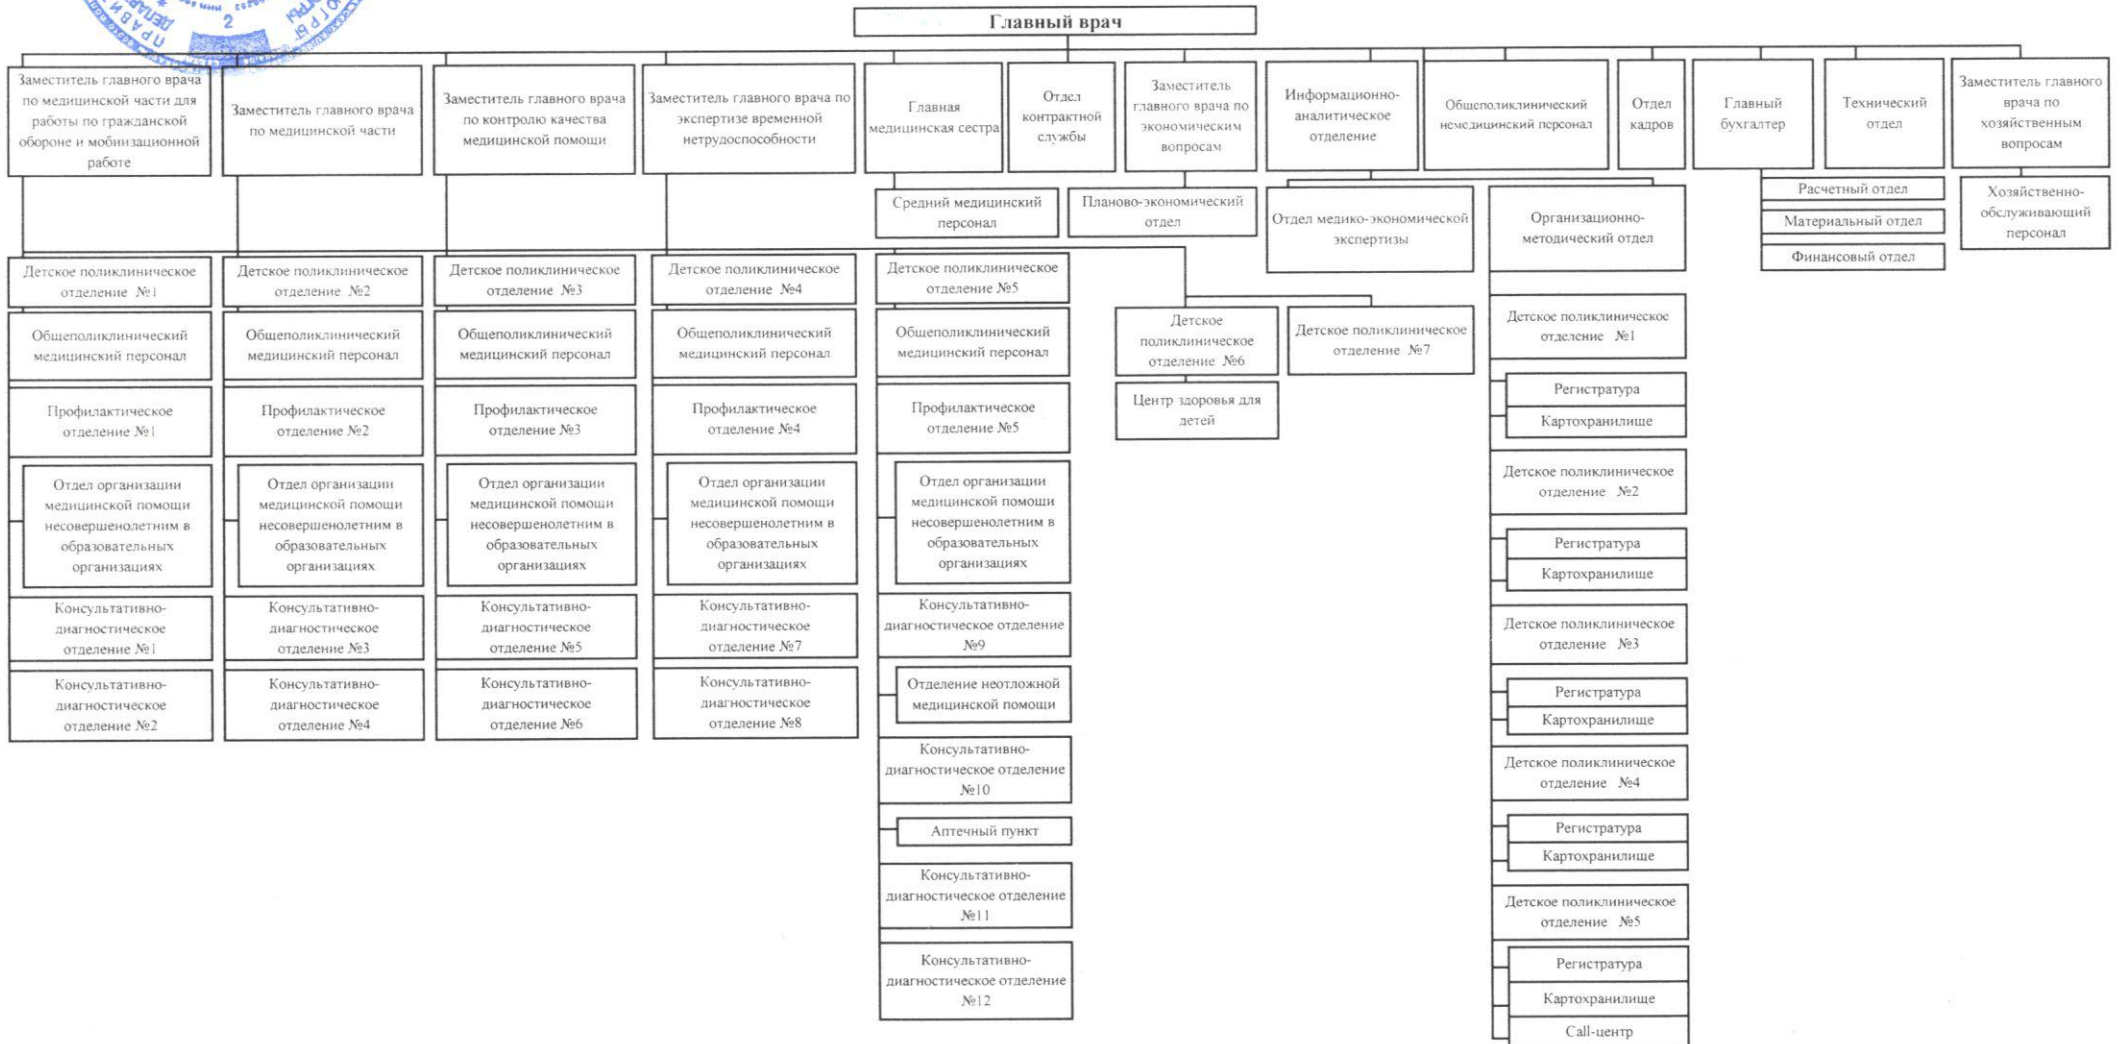 2
Главный врач
Заместитель главного врача
по медицинской части для
работы по гражданской
обороне и мобиизационной
работе
Заместитель главного врача
по медицинской части
Заместитель главного врача
по контролю качества
медицинской помощи
Заместитель главного врача по
экспертизе временной
нетрудоспособности
Главная
медицинская сестра
Отдел
контрактной
службы
Заместитель
главного врача по
экономическим
вопросам
Информационно-
аналитическое
отделение
Общеполиклинический
немедицинский персонал
Отдел
кадров
Главный
бухгалтер
Технический
отдел
Заместитель главного
врача по
хозяйственным
вопросам
Средний медицинский
персонал
Планово-экономический
отдел
Отдел медико-экономической
экспертизы
Организационно-
методический отдел
Расчетный отдел
Материальный отдел
Финансовый отдел
Хозяйственно-
обслуживающий
персонал
Детское поликлиническое
отделение №1
Общеполиклинический
медицинский персонал
Профилактическое
отделение №1
Отдел организации
медицинской помощи
несовершенолетним в
образовательных
организациях
Консультативно-
диагностическое
отделение №1
Консультативно-
диагностическое
отделение №2
Детское поликлиническое
отделение №2
Общеполиклинический
медицинский персонал
Профилактическое
отделение №2
Отдел организации
медицинской помощи
несовершенолетним в
образовательных
организациях
Консультативно-
диагностическое
отделение №3
Консультативно-
диагностическое
отделение №4
Детское поликлиническое
отделение №3
Общеполиклинический
медицинский персонал
Профилактическое
отделение №3
Отдел организации
медицинской помощи
несовершенолетним в
образовательных
организациях
Консультативно-
диагностическое
отделение №5
Консультативно-
диагностическое
отделение №6
Детское поликлиническое
отделение №4
Общеполиклинический
медицинский персонал
Профилактическое
отделение №4
Отдел организации
медицинской помощи
несовершенолетним в
образовательных
организациях
Консультативно-
диагностическое
отделение №7
Консультативно-
диагностическое
отделение №8
Детское поликлиническое
отделение №5
Общеполиклинический
медицинский персонал
Профилактическое
отделение №5
Отдел организации
медицинской помощи
несовершенолетним в
образовательных
организациях
Консультативно-
диагностическое отделение
№9
Отделение неотложной
медицинской помощи
Консультативно-
диагностическое отделение
№10
Аптечный пункт
Консультативно-
диагностическое отделение
№11
Консультативно-
диагностическое отделение
№12
Детское
поликлиническое
отделение №6
Центр здоровья для
детей
Детское поликлиническое
отделение №7
Детское поликлиническое
отделение №1
Регистратура
Картохранилище
Детское поликлиническое
отделение №2
Регистратура
Картохранилище
Детское поликлиническое
отделение №3
Регистратура
Картохранилище
Детское поликлиническое
отделение №4
Регистратура
Картохранилище
Детское поликлиническое
отделение №5
Регистратура
Картохранилище
Call-центр